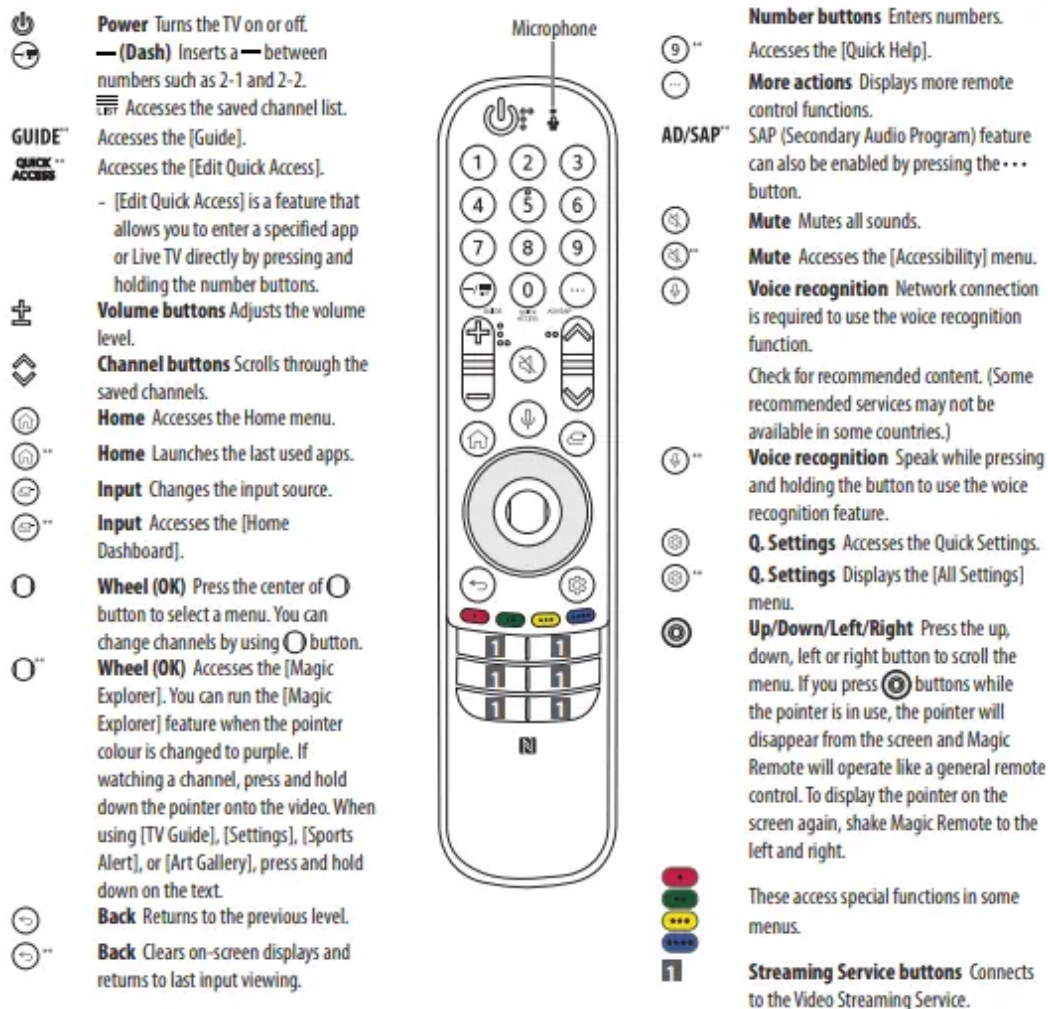 Power Turns the TV on or off.
— (Dash) Inserts a — between
numbers such as 2-1 and 2-2.
LIST Accesses the saved channel list.
GUIDE** Accesses the [Guide].
QUICK ACCESS ** Accesses the [Edit Quick Access].
- [Edit Quick Access] is a feature that
allows you to enter a specified app
or Live TV directly by pressing and
holding the number buttons.
Volume buttons Adjusts the volume
level.
Channel buttons Scrolls through the
saved channels.
Home Accesses the Home menu.
** Home Launches the last used apps.
Input Changes the input source.
** Input Accesses the [Home
Dashboard].
Wheel (OK) Press the center of
button to select a menu. You can
change channels by using button.
** Wheel (OK) Accesses the [Magic
Explorer]. You can run the [Magic
Explorer] feature when the pointer
colour is changed to purple. If
watching a channel, press and hold
down the pointer onto the video. When
using [TV Guide], [Settings], [Sports
Alert], or [Art Gallery], press and hold
down on the text.
Back Returns to the previous level.
** Back Clears on-screen displays and
returns to last input viewing.
Microphone
1 2 3
4 5 6
7 8 9
-/ 0 ...
GUIDE QUICK ACCESS AD/SAP
+
−
1 1
1 1
1 1
N
Number buttons Enters numbers.
9 ** Accesses the [Quick Help].
... More actions Displays more remote
control functions.
AD/SAP** SAP (Secondary Audio Program) feature
can also be enabled by pressing the • • •
button.
Mute Mutes all sounds.
** Mute Accesses the [Accessibility] menu.
Voice recognition Network connection
is required to use the voice recognition
function.
Check for recommended content. (Some
recommended services may not be
available in some countries.)
** Voice recognition Speak while pressing
and holding the button to use the voice
recognition feature.
Q. Settings Accesses the Quick Settings.
** Q. Settings Displays the [All Settings]
menu.
Up/Down/Left/Right Press the up,
down, left or right button to scroll the
menu. If you press buttons while
the pointer is in use, the pointer will
disappear from the screen and Magic
Remote will operate like a general remote
control. To display the pointer on the
screen again, shake Magic Remote to the
left and right.
These access special functions in some
menus.
1 Streaming Service buttons Connects
to the Video Streaming Service.